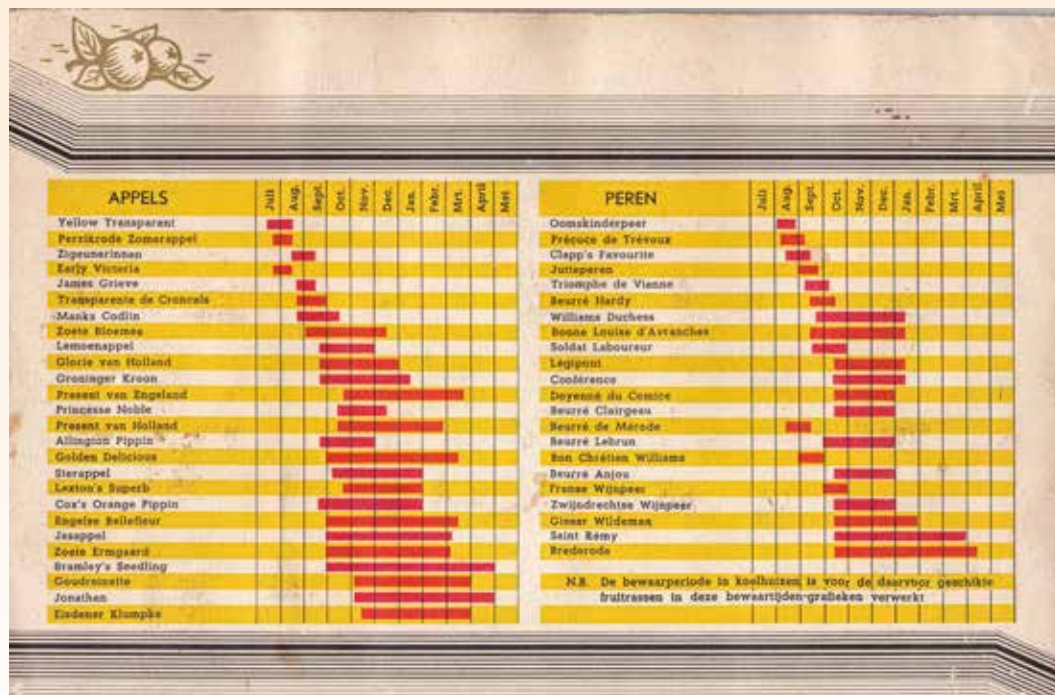 APPELS
Juli Aug. Sept. Oct. Nov. Dec. Jan. Febr. Mrt. April Mei
Yellow Transparent
Perzikrode Zomerappel
Zigeunerinnen
Early Victoria
James Grieve
Transparente de Croncels
Manks Codlin
Zoete Bloemee
Lemoenappel
Glorie van Holland
Groninger Kroon
Present van Engeland
Princesse Noble
Present van Holland
Allington Pippin
Golden Delicious
Sterappel
Laxton's Superb
Cox's Orange Pippin
Engelse Bellefleur
Jasappel
Zoete Ermgaard
Bramley's Seedling
Goudreinette
Jonathan
Eisdener Klumpke
PEREN
Juli Aug. Sept. Oct. Nov. Dec. Jan. Febr. Mrt. April Mei
Oomskinderpeer
Précoce de Trévoux
Clapp's Favourite
Jutteperen
Triomphe de Vienne
Beurré Hardy
Williams Duchess
Bonne Louise d'Avranches
Soldat Laboureur
Légipont
Conférence
Doyenné du Comice
Beurré Clairgeau
Beurré de Merode
Beurré Lebrun
Bon Chrétien Williams
Beurré Anjou
Franse Wijnpeer
Zwijndrechtse Wijnpeer
Gieser Wildeman
Saint Rémy
Brederode
N.B. De bewaarperiode in koelhuizen is voor de daarvoor geschikte
fruitrassen in deze bewaartijden-grafieken verwerkt